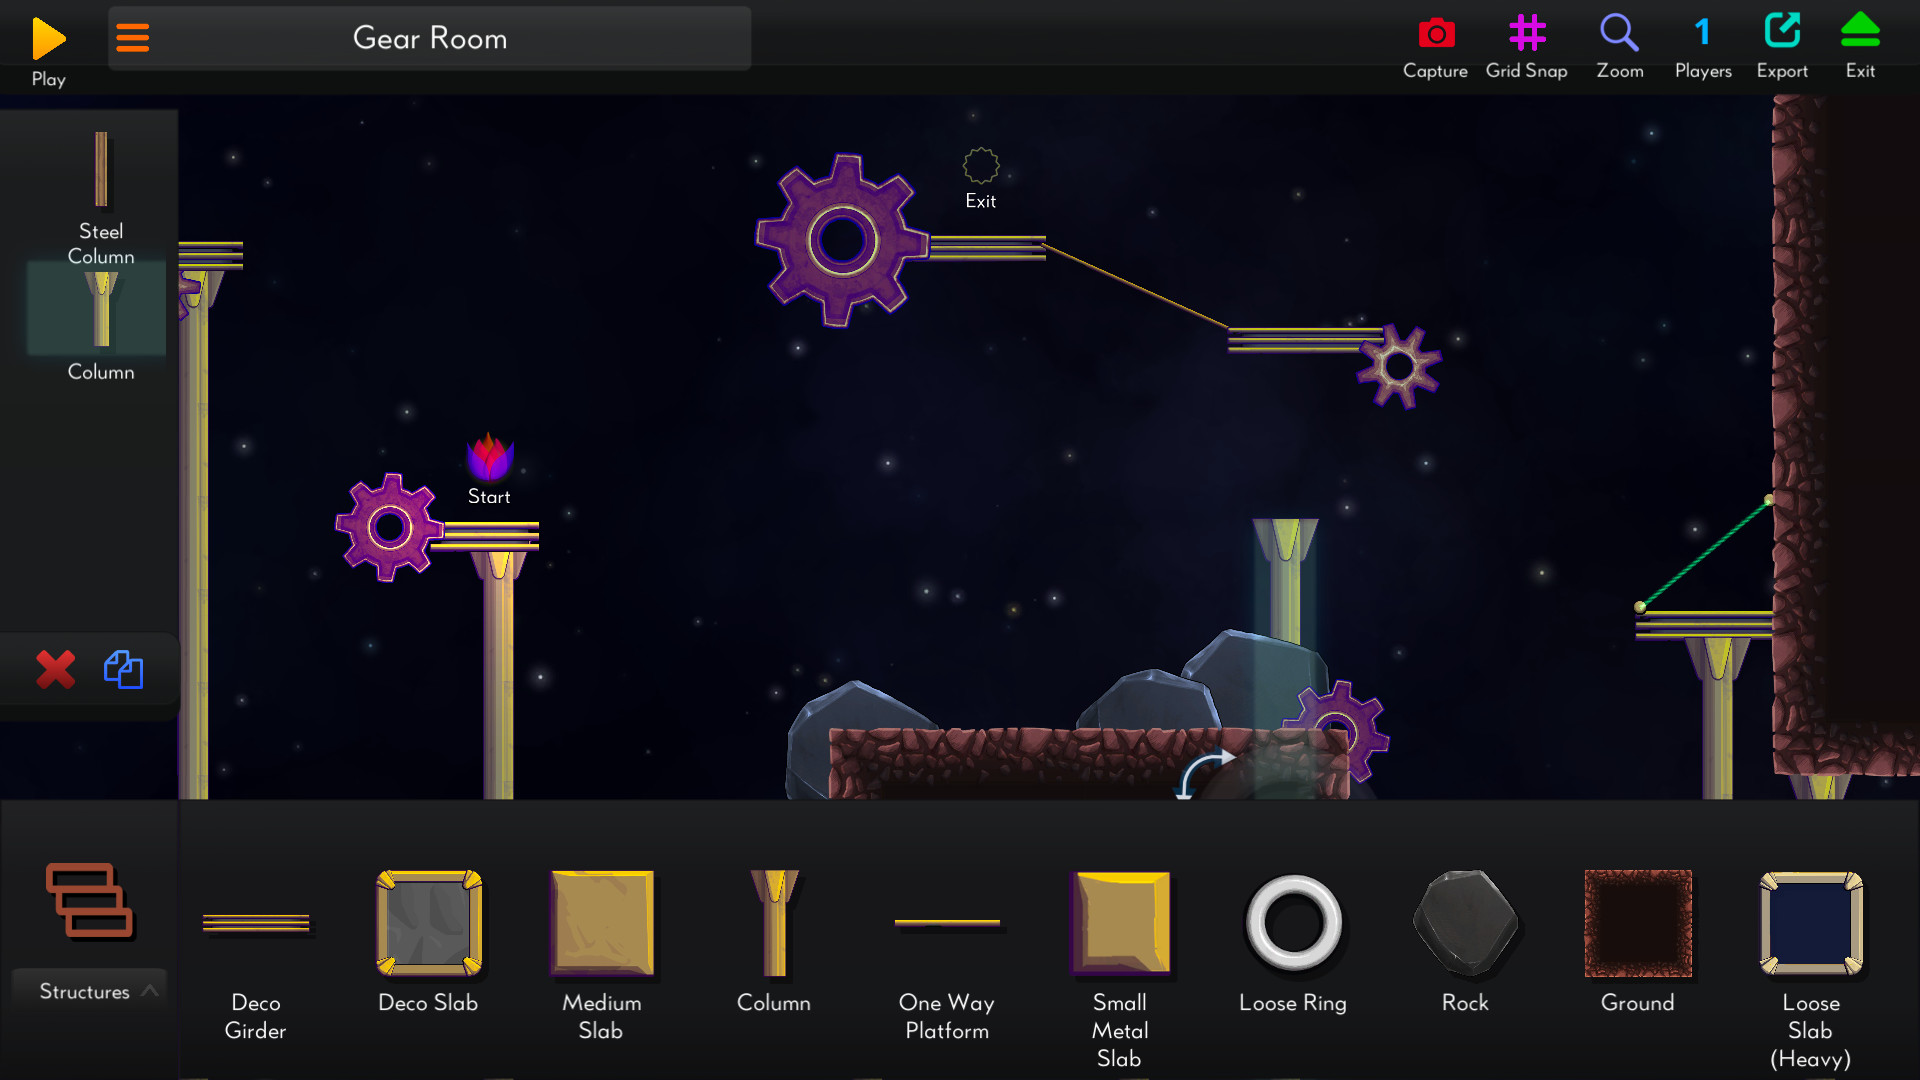 Gear Room
Play
Capture
Grid Snap
Zoom
1
Players
Export
Exit
Steel
Column
Column
Exit
Start
Structures
Deco
Girder
Deco Slab
Medium
Slab
Column
One Way
Platform
Small
Metal
Slab
Loose Ring
Rock
Ground
Loose
Slab
(Heavy)